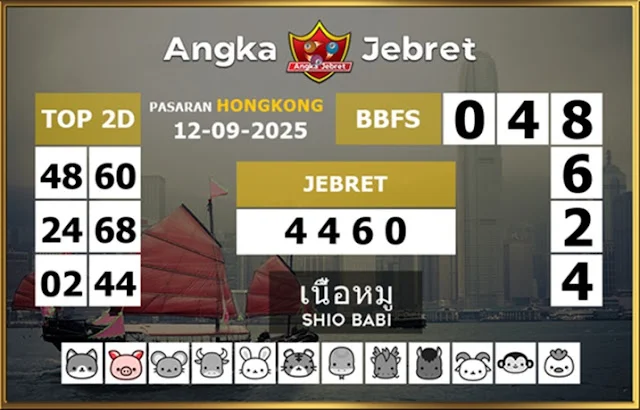 Angka Jebret
Angka Jebret
TOP 2D
PASARAN HONGKONG
12-09-2025
BBFS
0 4 8
6
2
4
48 60
24 68
02 44
JEBRET
4 4 6 0
เนื้อหมู
SHIO BABI